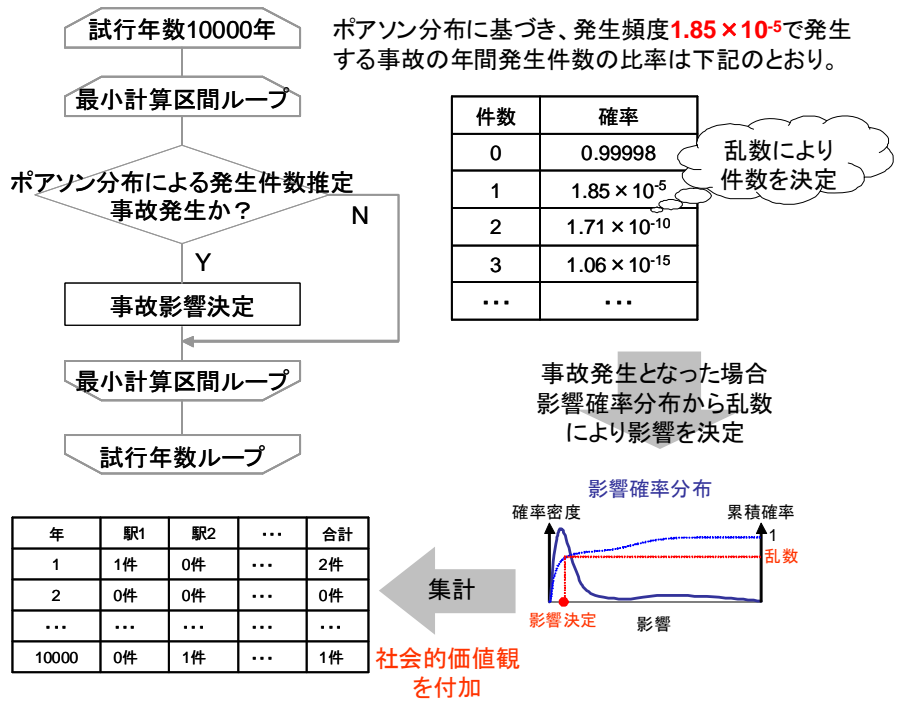 試行年数10000年
最小計算区間ループ
ポアソン分布による発生件数推定
事故発生か？
N
Y
事故影響決定
最小計算区間ループ
試行年数ループ
ポアソン分布に基づき、発生頻度1.85×10⁻⁵で発生
する事故の年間発生件数の比率は下記のとおり。
件数 確率
0 0.99998
1 1.85×10⁻⁵
2 1.71×10⁻¹⁰
3 1.06×10⁻¹⁵
… …
乱数により
件数を決定
事故発生となった場合
影響確率分布から乱数
により影響を決定
影響確率分布
確率密度 累積確率
1
乱数
影響決定
影響
集計
社会的価値観
を付加
年 駅1 駅2 … 合計
1 1件 0件 … 2件
2 0件 0件 … 0件
… … … … …
10000 0件 1件 … 1件